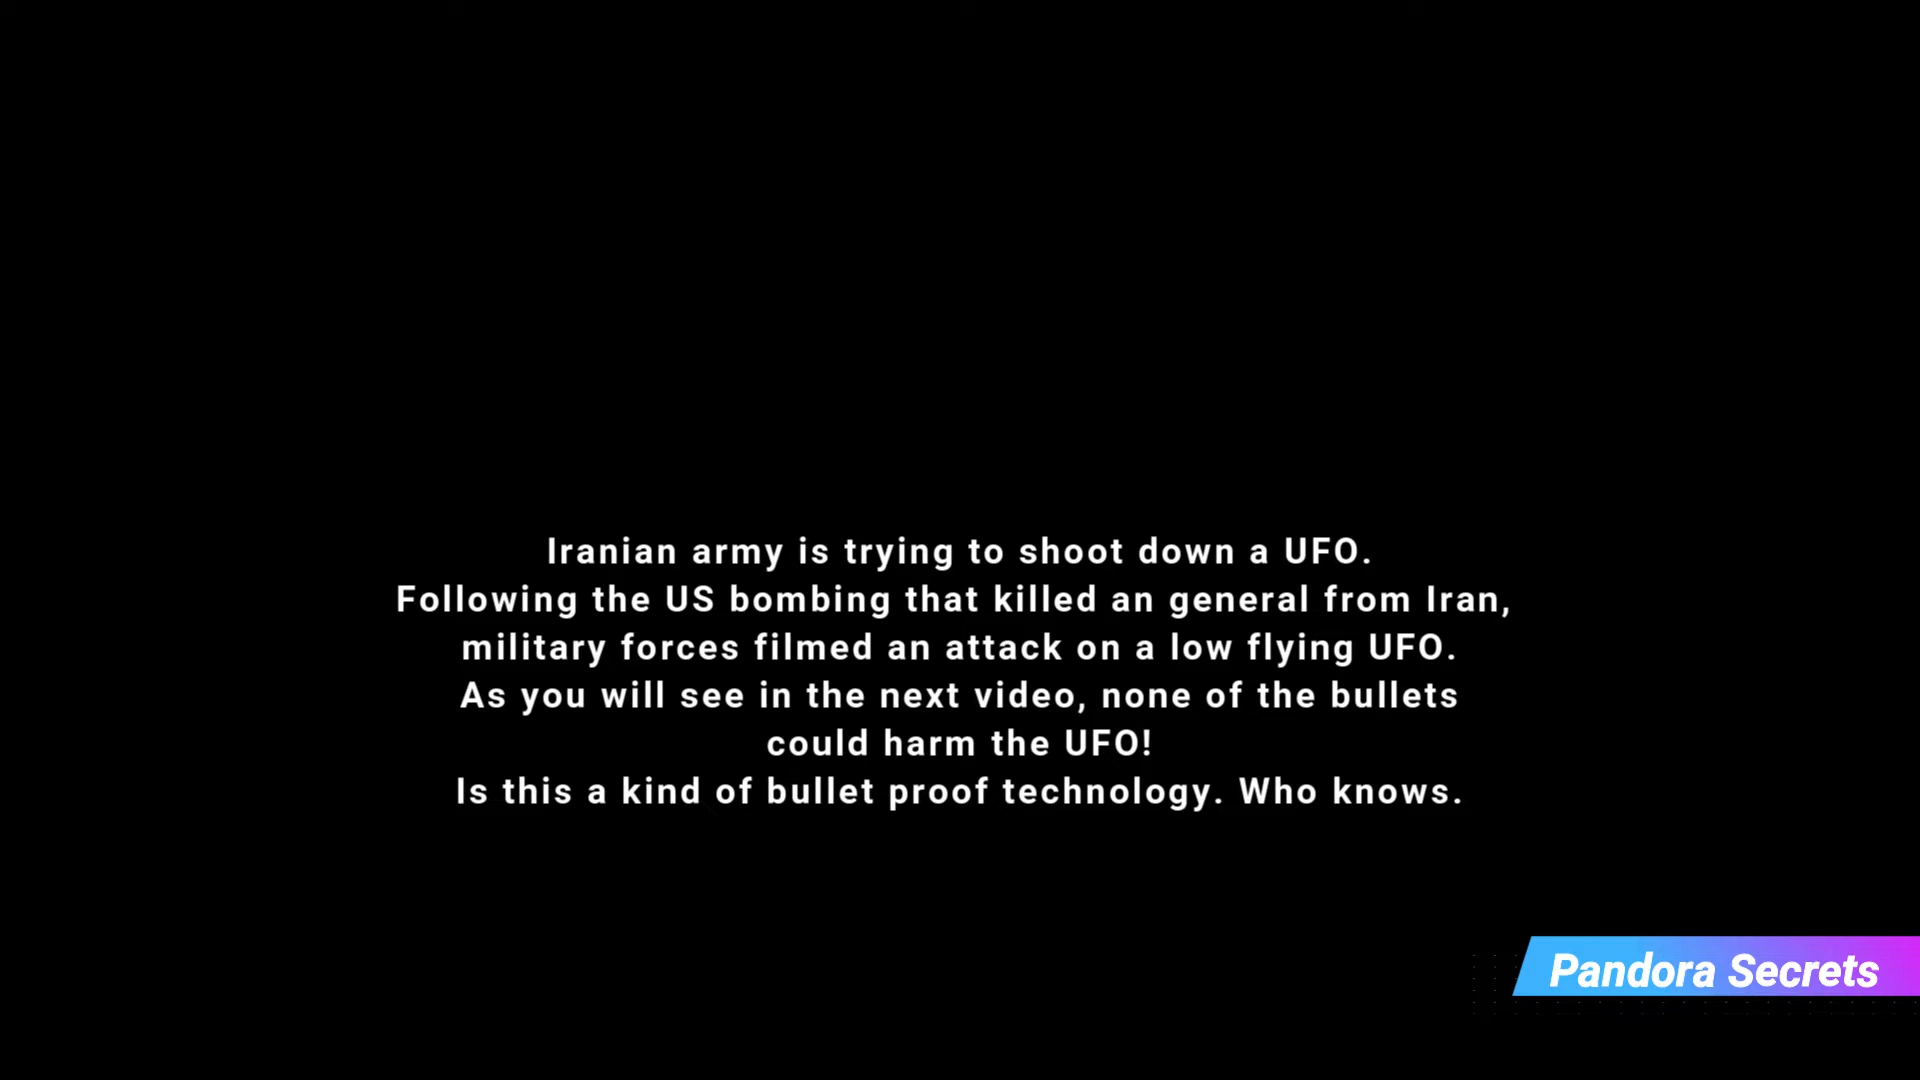 Iranian army is trying to shoot down a UFO.
Following the US bombing that killed an general from Iran,
military forces filmed an attack on a low flying UFO.
As you will see in the next video, none of the bullets
could harm the UFO!
Is this a kind of bullet proof technology. Who knows.
Pandora Secrets